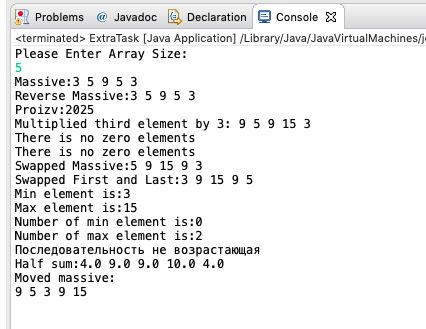 Problems @ Javadoc Declaration Console
<terminated> ExtraTask [Java Application] /Library/Java/JavaVirtualMachines/j
Please Enter Array Size:
5
Massive:3 5 9 5 3
Reverse Massive:3 5 9 5 3
Proizv:2025
Multiplied third element by 3: 9 5 9 15 3
There is no zero elements
There is no zero elements
Swapped Massive:5 9 15 9 3
Swapped First and Last:3 9 15 9 5
Min element is:3
Max element is:15
Number of min element is:0
Number of max element is:2
Последовательность не возрастающая
Half sum:4.0 9.0 9.0 10.0 4.0
Moved massive:
9 5 3 9 15